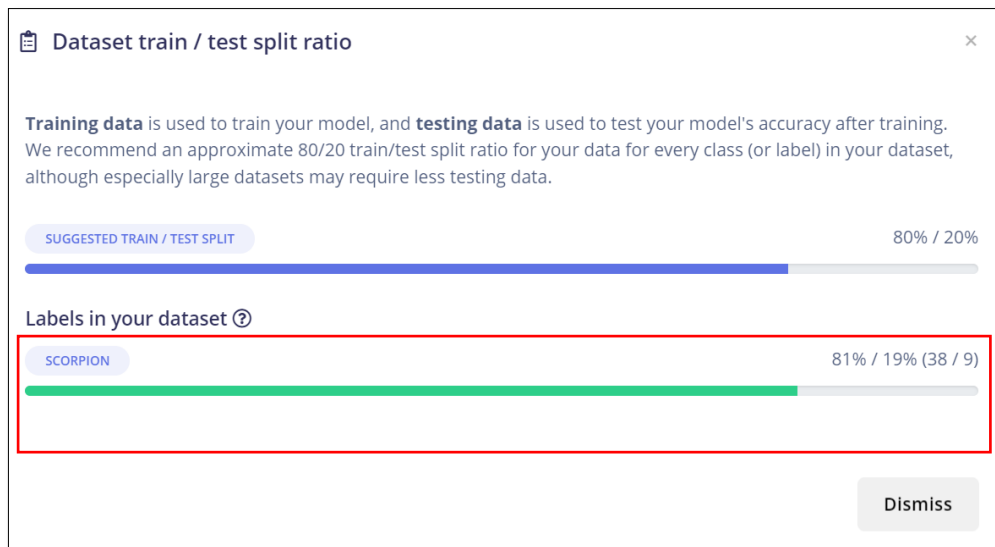 Dataset train / test split ratio
×
Training data is used to train your model, and testing data is used to test your model's accuracy after training.
We recommend an approximate 80/20 train/test split ratio for your data for every class (or label) in your dataset,
although especially large datasets may require less testing data.
SUGGESTED TRAIN / TEST SPLIT
80% / 20%
Labels in your dataset ?
SCORPION
81% / 19% (38 / 9)
Dismiss